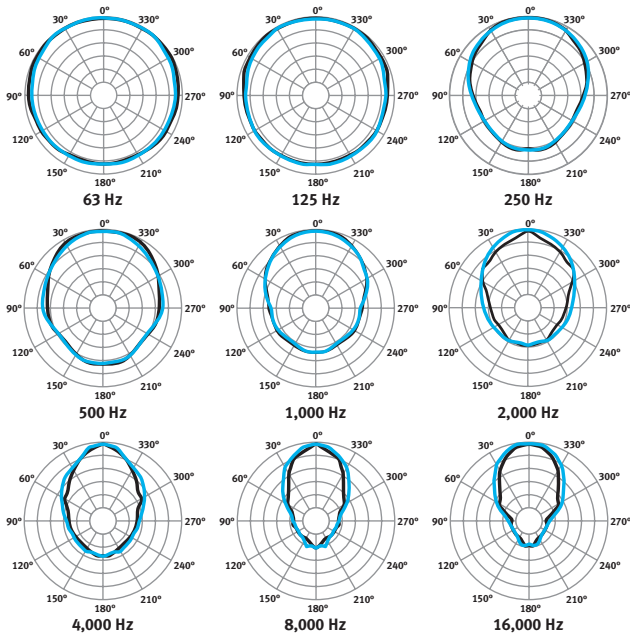 0° 0° 0°
30° 330° 30° 330° 30° 330°
60° 300° 60° 300° 60° 300°
90° 270° 90° 270° 90° 270°
120° 240° 120° 240° 120° 240°
150° 210° 150° 210° 150° 210°
180° 180° 180°
63 Hz 125 Hz 250 Hz
0° 0° 0°
30° 330° 30° 330° 30° 330°
60° 300° 60° 300° 60° 300°
90° 270° 90° 270° 90° 270°
120° 240° 120° 240° 120° 240°
150° 210° 150° 210° 150° 210°
180° 180° 180°
500 Hz 1,000 Hz 2,000 Hz
0° 0° 0°
30° 330° 30° 330° 30° 330°
60° 300° 60° 300° 60° 300°
90° 270° 90° 270° 90° 270°
120° 240° 120° 240° 120° 240°
150° 210° 150° 210° 150° 210°
180° 180° 180°
4,000 Hz 8,000 Hz 16,000 Hz